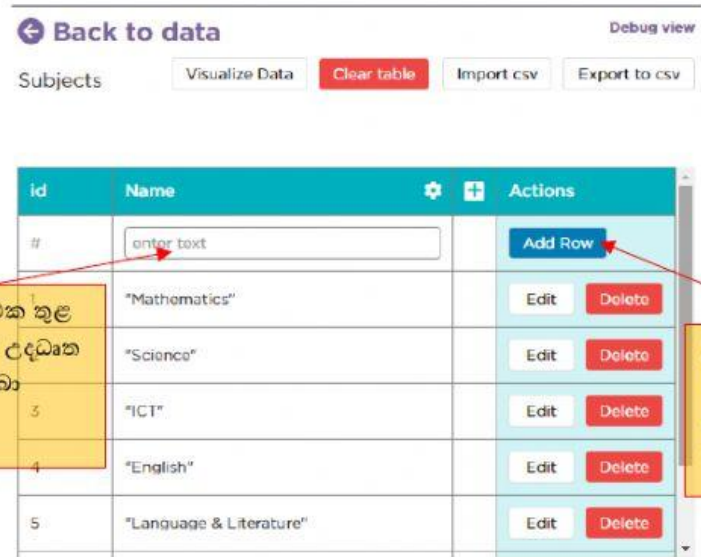 Back to data
Debug view
Subjects
Visualize Data
Clear table
Import csv
Export to csv
id Name Actions
# enter text Add Row
1 "Mathematics" Edit Delete
"Science" Edit Delete
3 "ICT" Edit Delete
4 "English" Edit Delete
5 "Language & Literature" Edit Delete
තුළ
උද්ධෘත